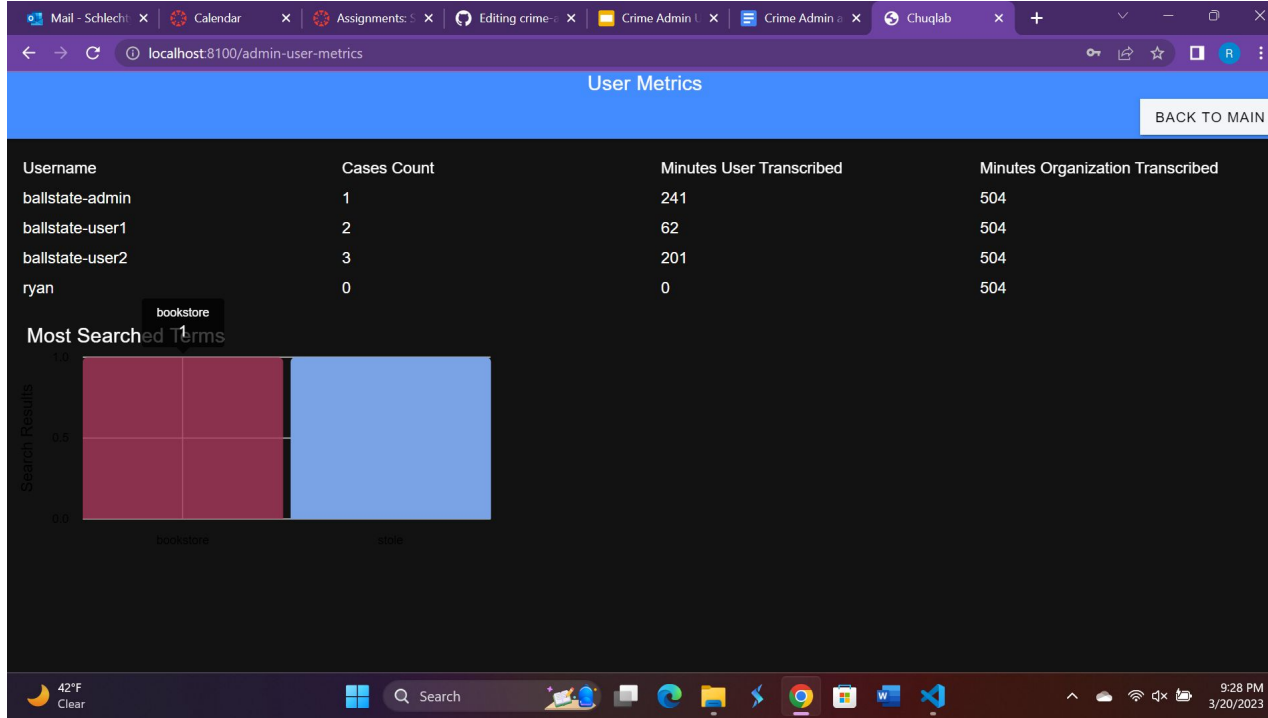 Mail - Schlecht
Calendar
Assignments: S
Editing crime-a
Crime Admin U
Crime Admin a
Chuqlab
localhost:8100/admin-user-metrics
R
User Metrics
BACK TO MAIN
Username Cases Count Minutes User Transcribed Minutes Organization Transcribed
ballstate-admin 1 241 504
ballstate-user1 2 62 504
ballstate-user2 3 201 504
ryan 0 0 504
bookstore
1
Most Searched Terms
1.0
Search Results
0.5
0.0
bookstore stole
42°F
Clear
Search
9:28 PM
3/20/2023